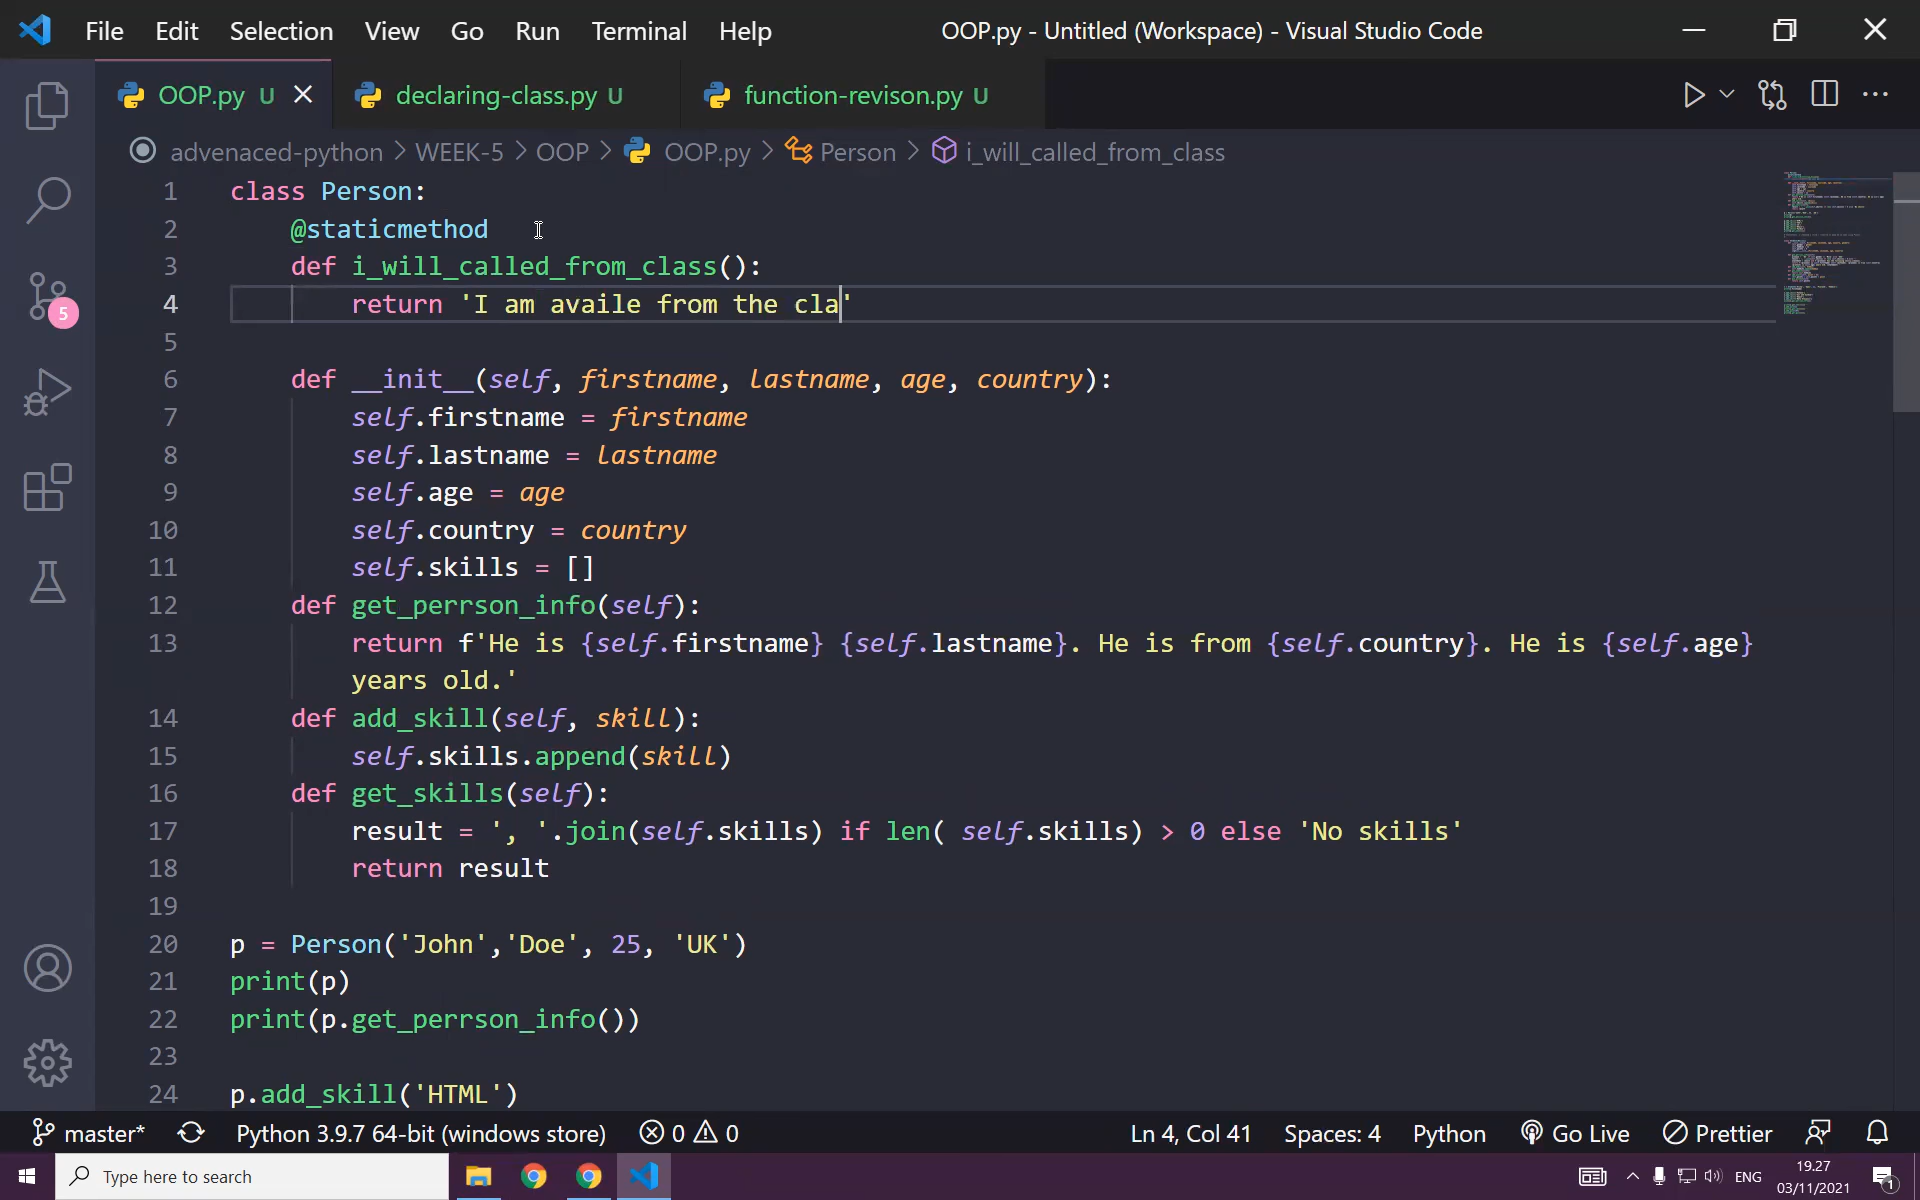 File Edit Selection View Go Run Terminal Help OOP.py - Untitled (Workspace) - Visual Studio Code
OOP.py U declaring-class.py U function-revison.py U
advenaced-python > WEEK-5 > OOP > OOP.py > Person > i_will_called_from_class
1 class Person:
2 @staticmethod
3 def i_will_called_from_class():
4 return 'I am availe from the cla'
5
6 def __init__(self, firstname, lastname, age, country):
7 self.firstname = firstname
8 self.lastname = lastname
9 self.age = age
10 self.country = country
11 self.skills = []
12 def get_perrson_info(self):
13 return f'He is {self.firstname} {self.lastname}. He is from {self.country}. He is {self.age}
years old.'
14 def add_skill(self, skill):
15 self.skills.append(skill)
16 def get_skills(self):
17 result = ', '.join(self.skills) if len( self.skills) > 0 else 'No skills'
18 return result
19
20 p = Person('John','Doe', 25, 'UK')
21 print(p)
22 print(p.get_perrson_info())
23
24 p.add_skill('HTML')
5
master* Python 3.9.7 64-bit (windows store) 0 0 Ln 4, Col 41 Spaces: 4 Python Go Live Prettier
Type here to search ENG 19.27
03/11/2021 1